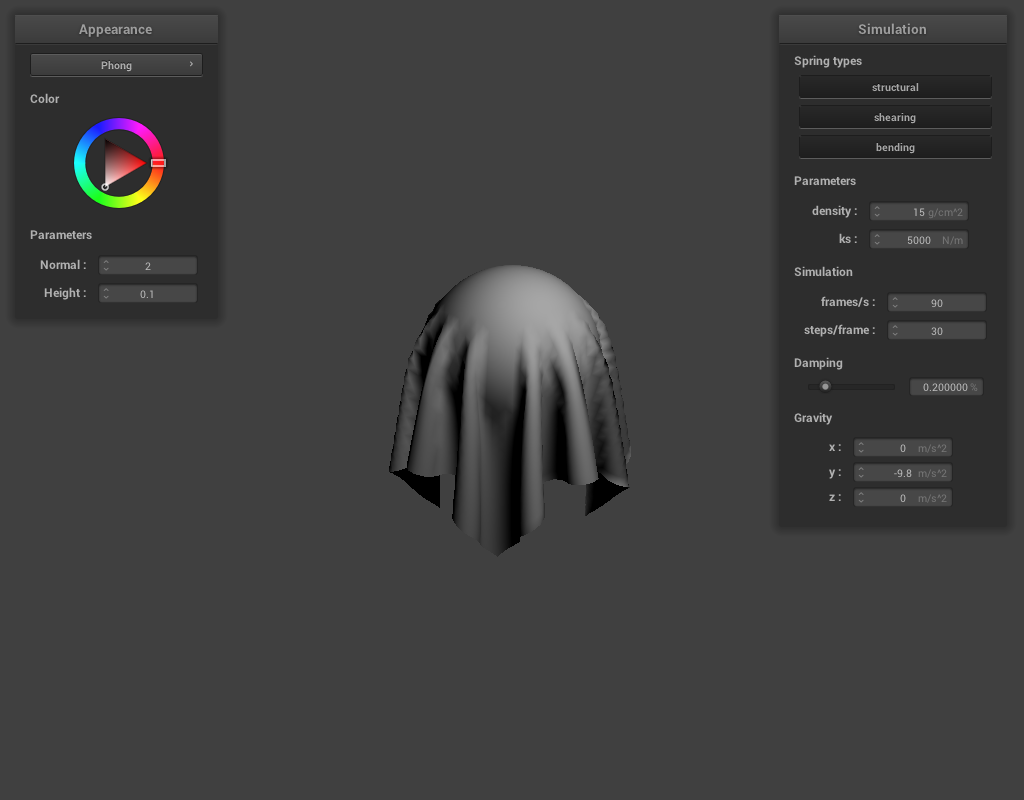 Appearance
Phong
Color
Parameters
Normal : 2
Height : 0.1
Simulation
Spring types
structural
shearing
bending
Parameters
density : 15 g/cm^2
ks : 5000 N/m
Simulation
frames/s : 90
steps/frame : 30
Damping
0.200000 %
Gravity
x : 0 m/s^2
y : -9.8 m/s^2
z : 0 m/s^2